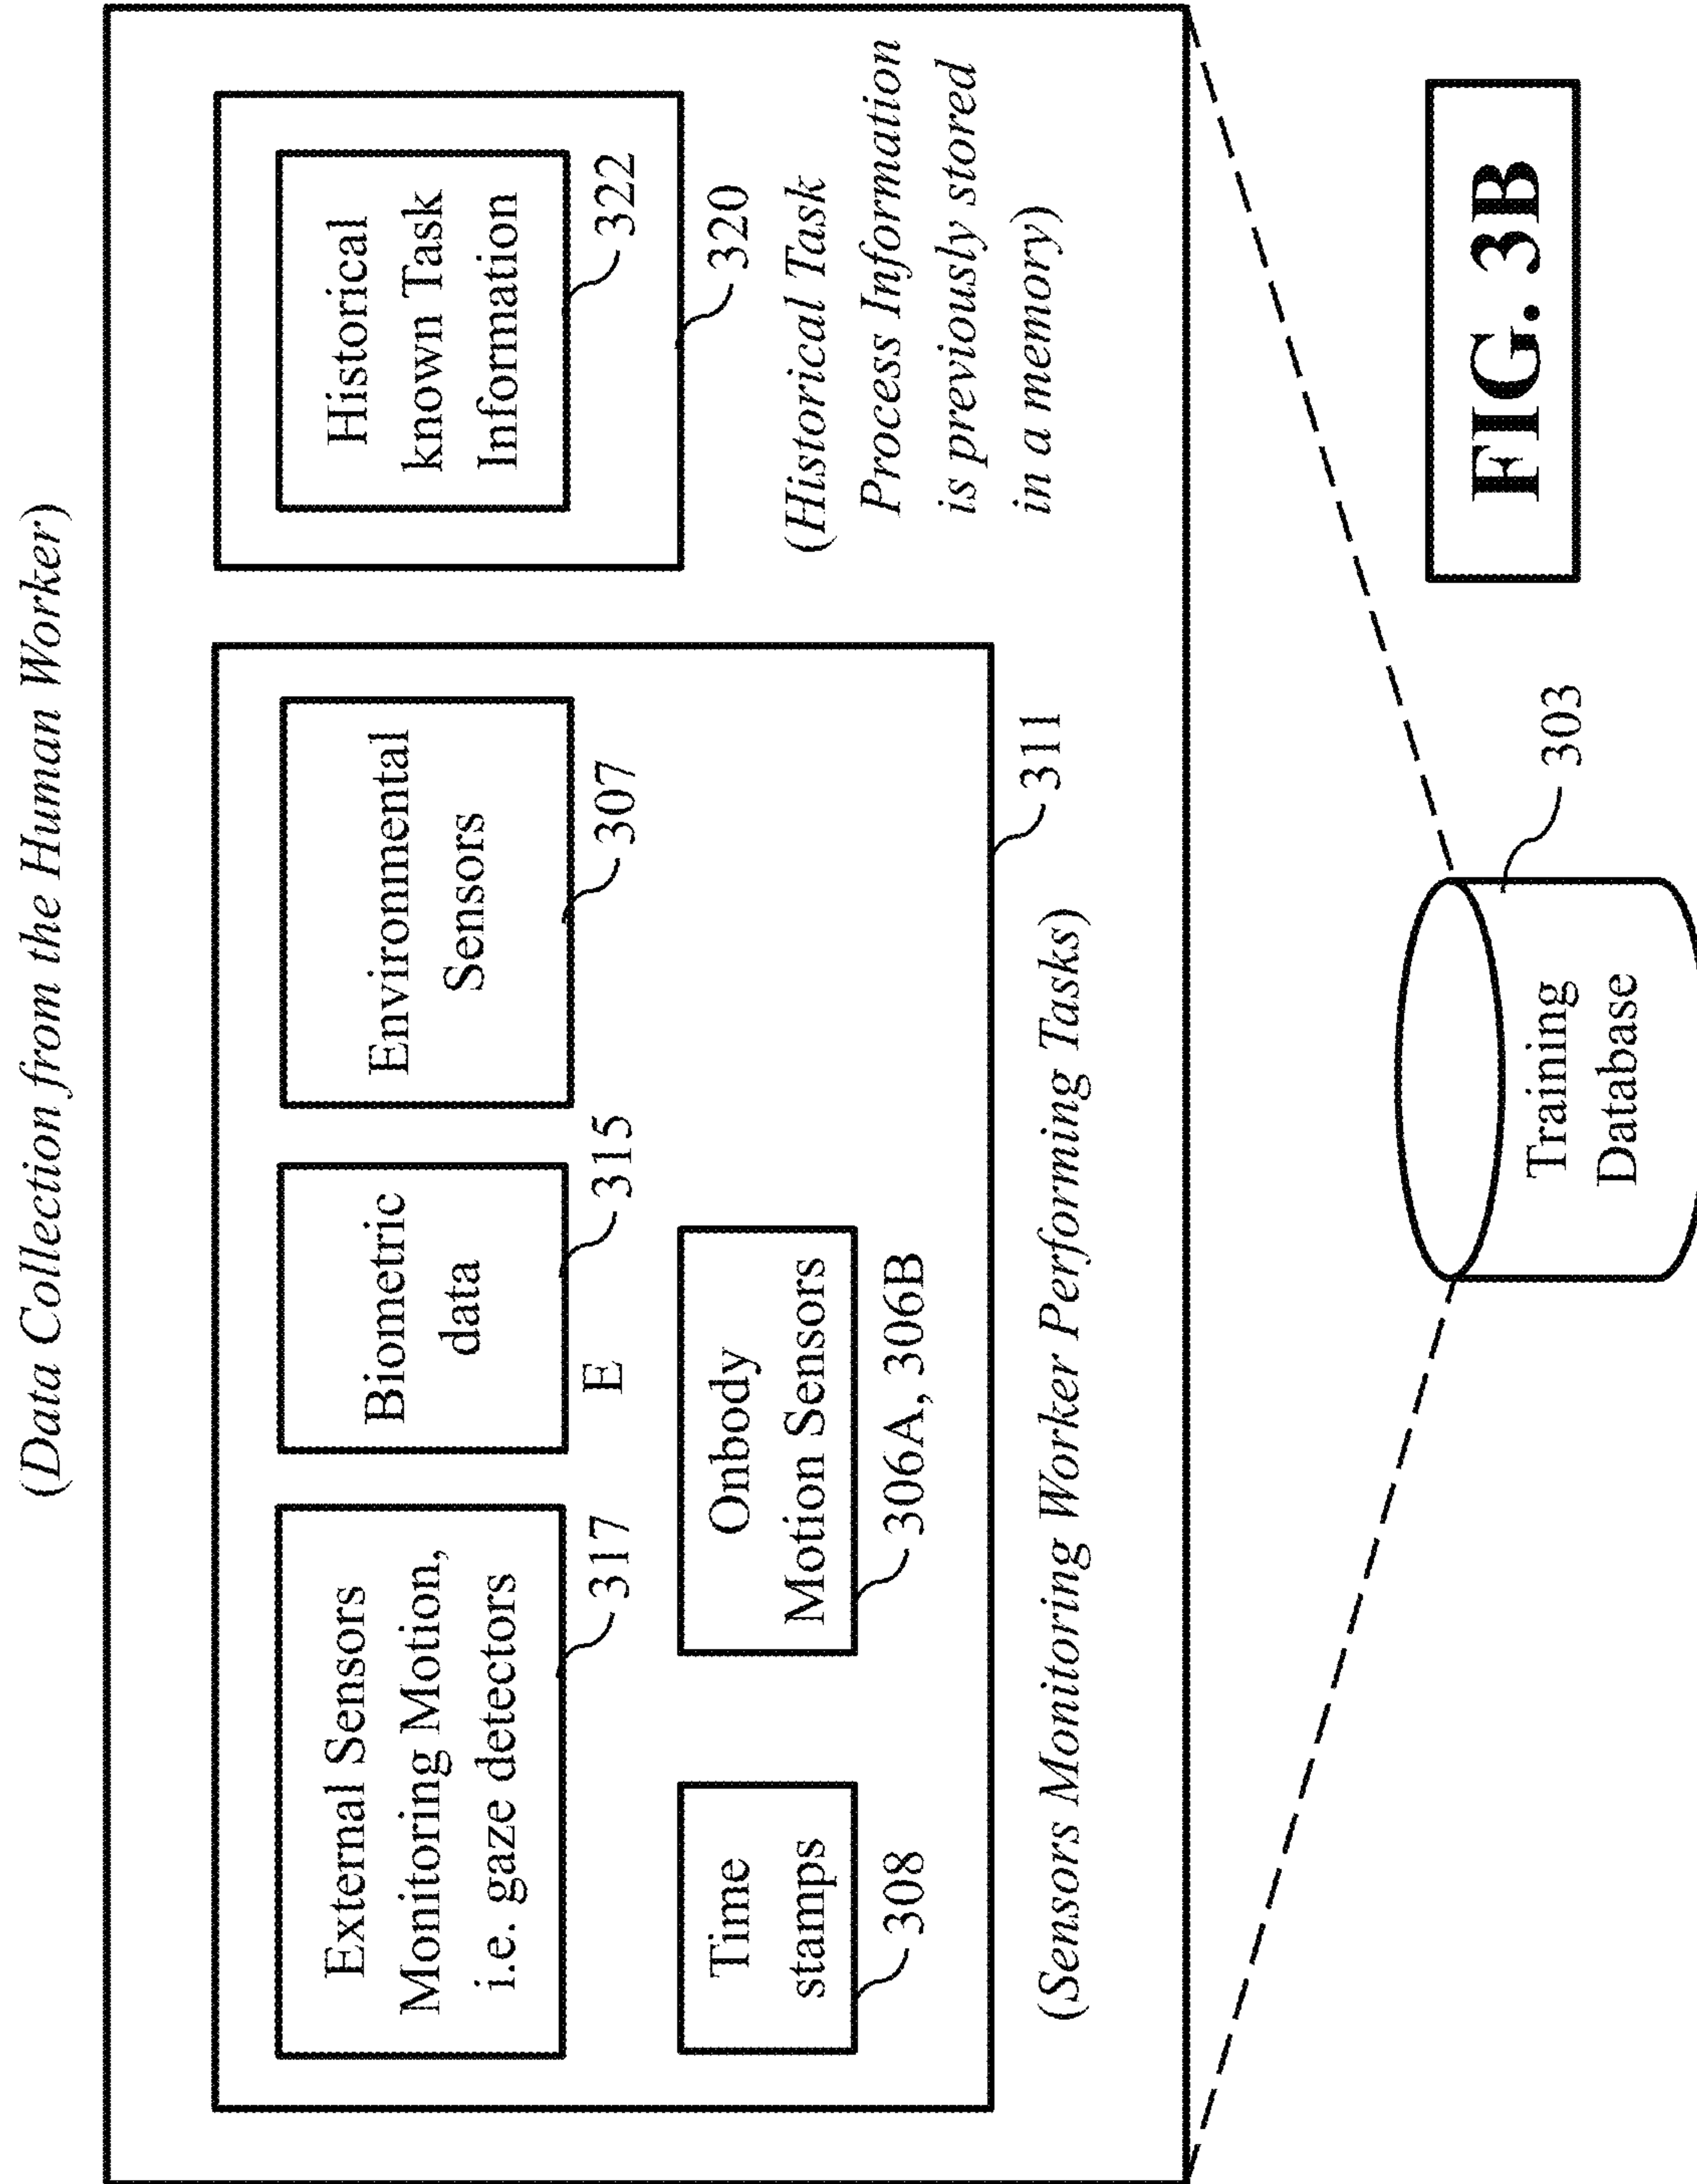 (Data Collection from the Human Worker)
External Sensors
Monitoring Motion,
i.e. gaze detectors
317
Biometric
data
315
E
Environmental
Sensors
307
Time
stamps
308
Onbody
Motion Sensors
306A, 306B
311
(Sensors Monitoring Worker Performing Tasks)
Historical
known Task
Information
322
320
(Historical Task
Process Information
is previously stored
in a memory)
Training
Database
303
FIG. 3B